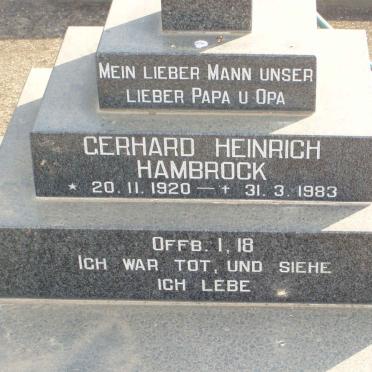 MEIN LIEBER MANN UNSER
LIEBER PAPA U OPA
GERHARD HEINRICH
HAMBROCK
* 20.11.1920 — + 31.3.1983
OFFB. 1,18
ICH WAR TOT, UND SIEHE
ICH LEBE